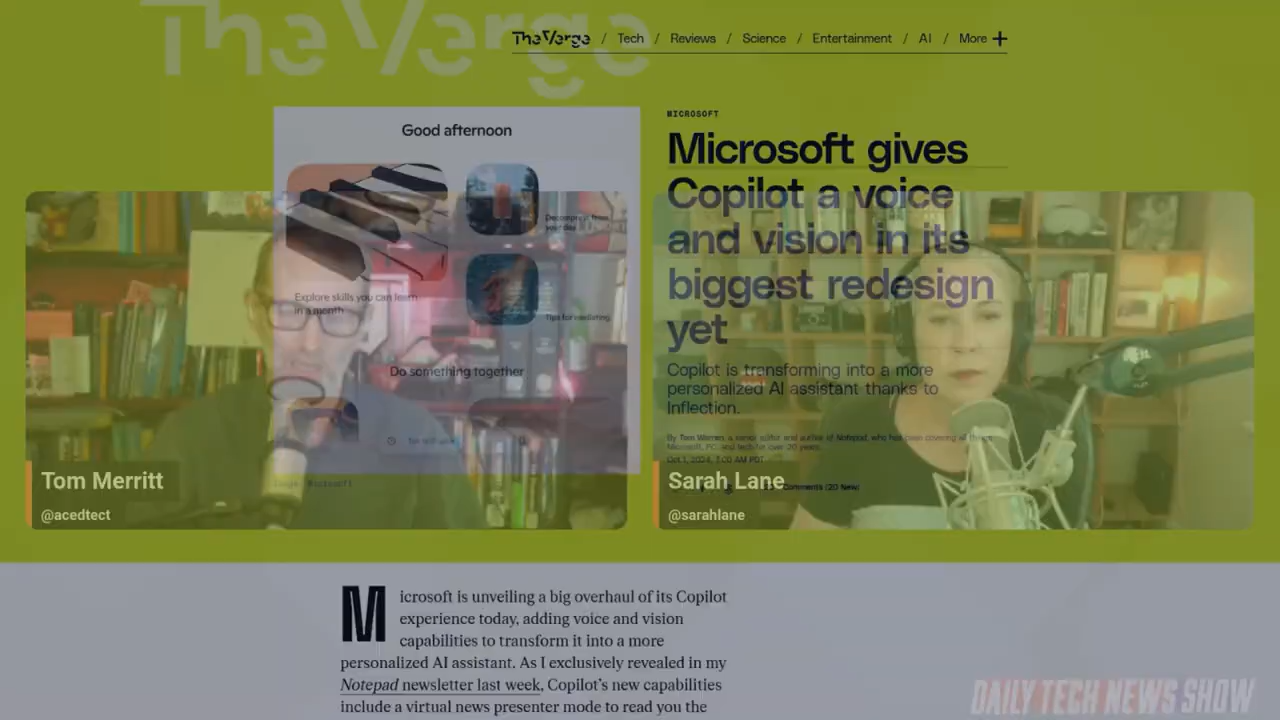 The Verge
The Verge / Tech / Reviews / Science / Entertainment / AI / More +
Good afternoon
Decompress from
your day
Explore skills you can learn
in a month
Tips for meditating
Do something together
MICROSOFT
Microsoft gives
Copilot a voice
and vision in its
biggest redesign
yet
Copilot is transforming into a more
personalized AI assistant thanks to
Inflection.
By Tom Warren, a senior editor and author of Notepad, who has been covering all things
Microsoft, PC, and tech for over 20 years.
Oct 1, 2024, 7:00 AM PDT
Comments (20 New)
Image: Microsoft
Tom Merritt
@acedtect
Sarah Lane
@sarahlane
Microsoft is unveiling a big overhaul of its Copilot
experience today, adding voice and vision
capabilities to transform it into a more
personalized AI assistant. As I exclusively revealed in my
Notepad newsletter last week, Copilot’s new capabilities
include a virtual news presenter mode to read you the
DAILY TECH NEWS SHOW